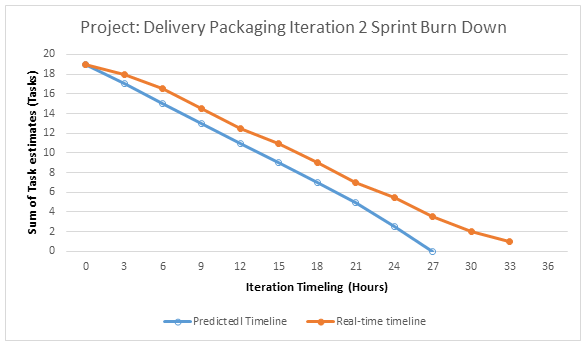 Project: Delivery Packaging Iteration 2 Sprint Burn Down
20
18
16
14
12
10
8
6
4
2
0
Sum of Task estimates (Tasks)
0 3 6 9 12 15 18 21 24 27 30 33 36
Iteration Timeling (Hours)
Predictedl Timeline Real-time timeline